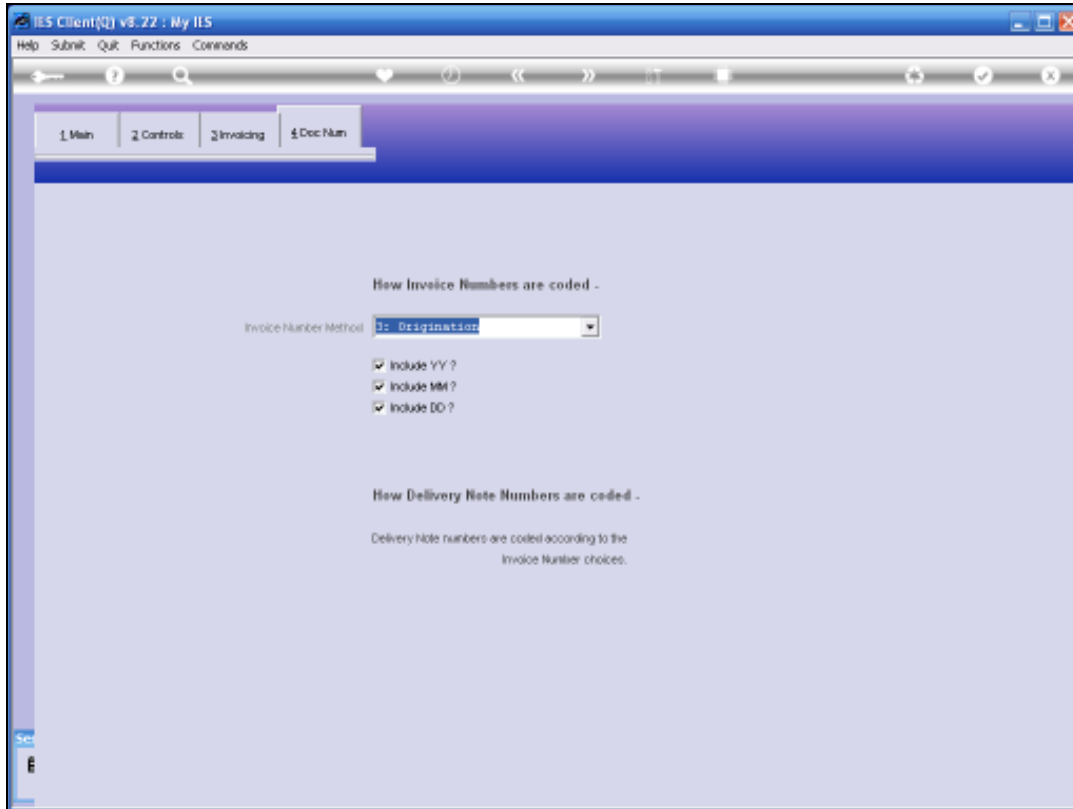 IES Client(Q) v8.22 : My IES
Help Submit Quit Functions Commands
1 Main 2 Controls 3 Invoicing 4 Doc Num
How Invoice Numbers are coded -
Invoice Number Method 3: Origination
Include YY ?
Include MM ?
Include DD ?
How Delivery Note Numbers are coded -
Delivery Note numbers are coded according to the
Invoice Number choices.